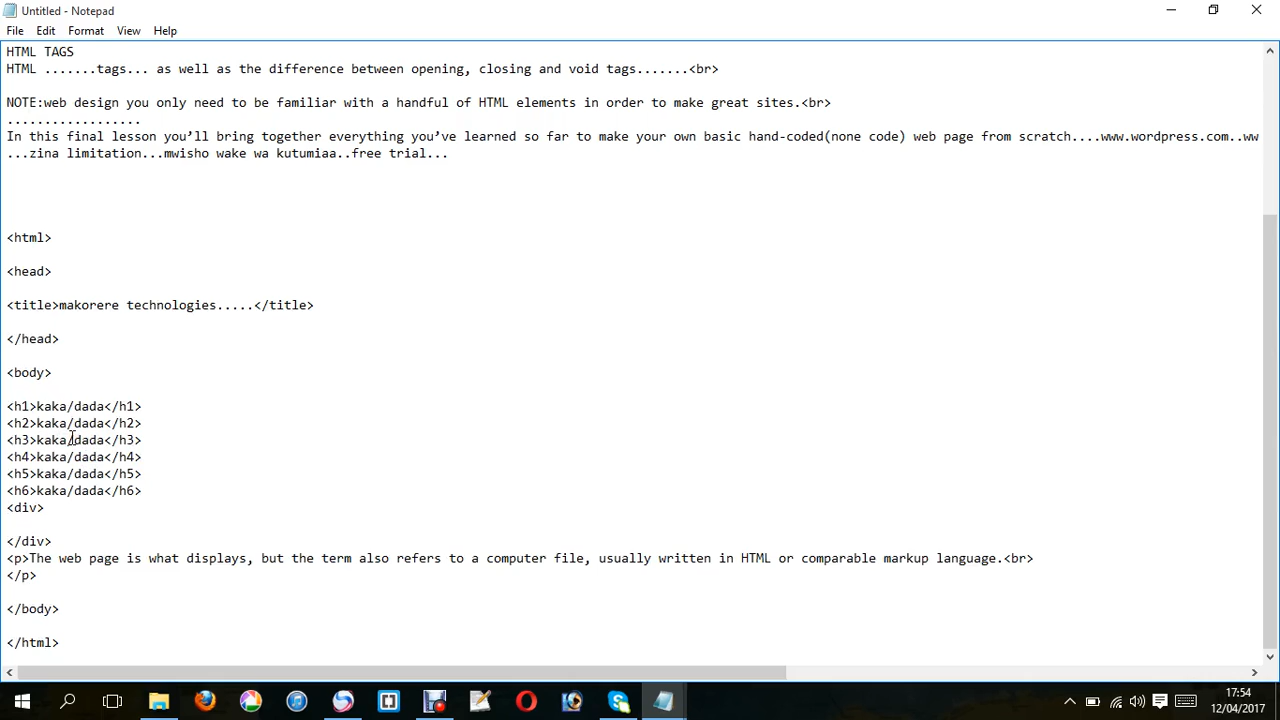 Untitled - Notepad
File Edit Format View Help
HTML TAGS
HTML .......tags... as well as the difference between opening, closing and void tags.......<br>
NOTE:web design you only need to be familiar with a handful of HTML elements in order to make great sites.<br>
..................
In this final lesson you’ll bring together everything you’ve learned so far to make your own basic hand-coded(none code) web page from scratch....www.wordpress.com..ww
...zina limitation...mwisho wake wa kutumiaa..free trial...
<html>
<head>
<title>makorere technologies.....</title>
</head>
<body>
<h1>kaka/dada</h1>
<h2>kaka/dada</h2>
<h3>kaka/dada</h3>
<h4>kaka/dada</h4>
<h5>kaka/dada</h5>
<h6>kaka/dada</h6>
<div>
</div>
<p>The web page is what displays, but the term also refers to a computer file, usually written in HTML or comparable markup language.<br>
</p>
</body>
</html>
17:54
12/04/2017